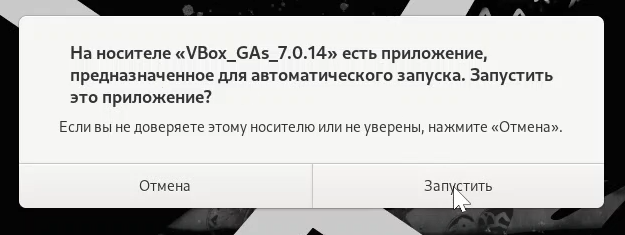 На носителе «VBox_GAs_7.0.14» есть приложение,
предназначенное для автоматического запуска. Запустить
это приложение?
Если вы не доверяете этому носителю или не уверены, нажмите «Отмена».
Отмена
Запустить